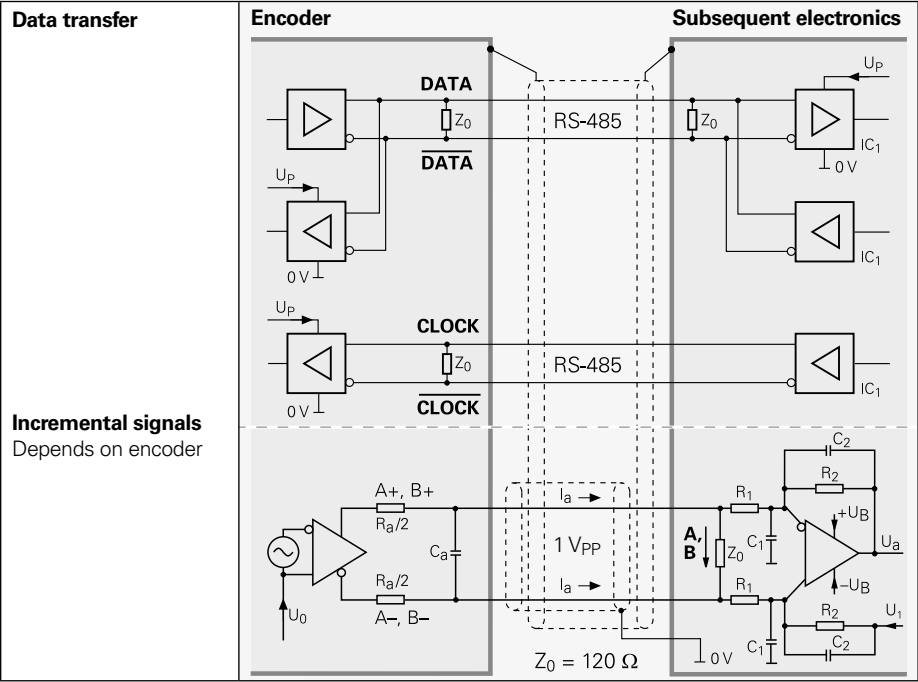 Data transfer
Encoder
Subsequent electronics
DATA
UP
Z0
RS-485
Z0
IC1
DATA
0 V
UP
0 V
IC1
UP
CLOCK
Z0
RS-485
IC1
0 V
CLOCK
Incremental signals
Depends on encoder
C2
A+, B+
Ia
R1
R2
Ra/2
+UB
Ca
1 VPP
A, B
Z0
C1
Ua
Ra/2
Ia
R1
–UB
A–, B–
R2
U1
U0
C1
C2
0 V
Z0 = 120 Ω